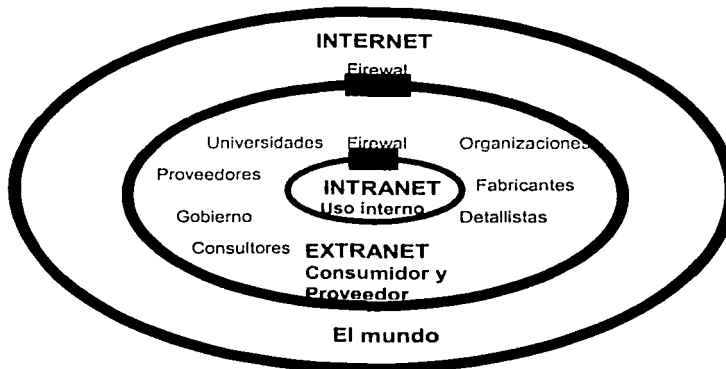 INTERNET
Firewal
Universidades
Firewal
Organizaciones
Proveedores
INTRANET
Fabricantes
Uso interno
Gobierno
Detallistas
Consultores
EXTRANET
Consumidor y
Proveedor
El mundo